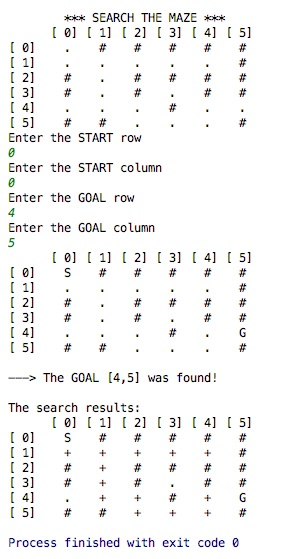 *** SEARCH THE MAZE ***
[ 0] [ 1] [ 2] [ 3] [ 4] [ 5]
[ 0] . # # # # #
[ 1] . . . . . #
[ 2] # . # # # #
[ 3] # . # . # #
[ 4] . . . # . .
[ 5] # # . . . #
Enter the START row
0
Enter the START column
0
Enter the GOAL row
4
Enter the GOAL column
5
[ 0] [ 1] [ 2] [ 3] [ 4] [ 5]
[ 0] S # # # # #
[ 1] . . . . . #
[ 2] # . # # # #
[ 3] # . # . # #
[ 4] . . . # . G
[ 5] # # . . . #
———> The GOAL [4,5] was found!
The search results:
[ 0] [ 1] [ 2] [ 3] [ 4] [ 5]
[ 0] S # # # # #
[ 1] + + + + + #
[ 2] # + # # # #
[ 3] # + # . # #
[ 4] . + + # + G
[ 5] # # + + + #
Process finished with exit code 0